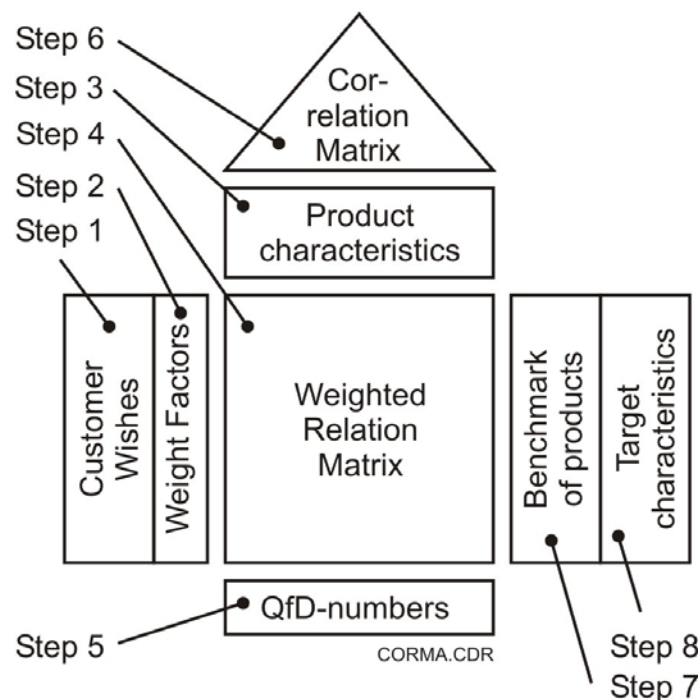 Step 6
Step 3
Step 4
Step 2
Step 1
Cor-
relation
Matrix
Product
characteristics
Customer
Wishes
Weight Factors
Weighted
Relation
Matrix
Benchmark
of products
Target
characteristics
QfD-numbers
Step 5
CORMA.CDR
Step 8
Step 7